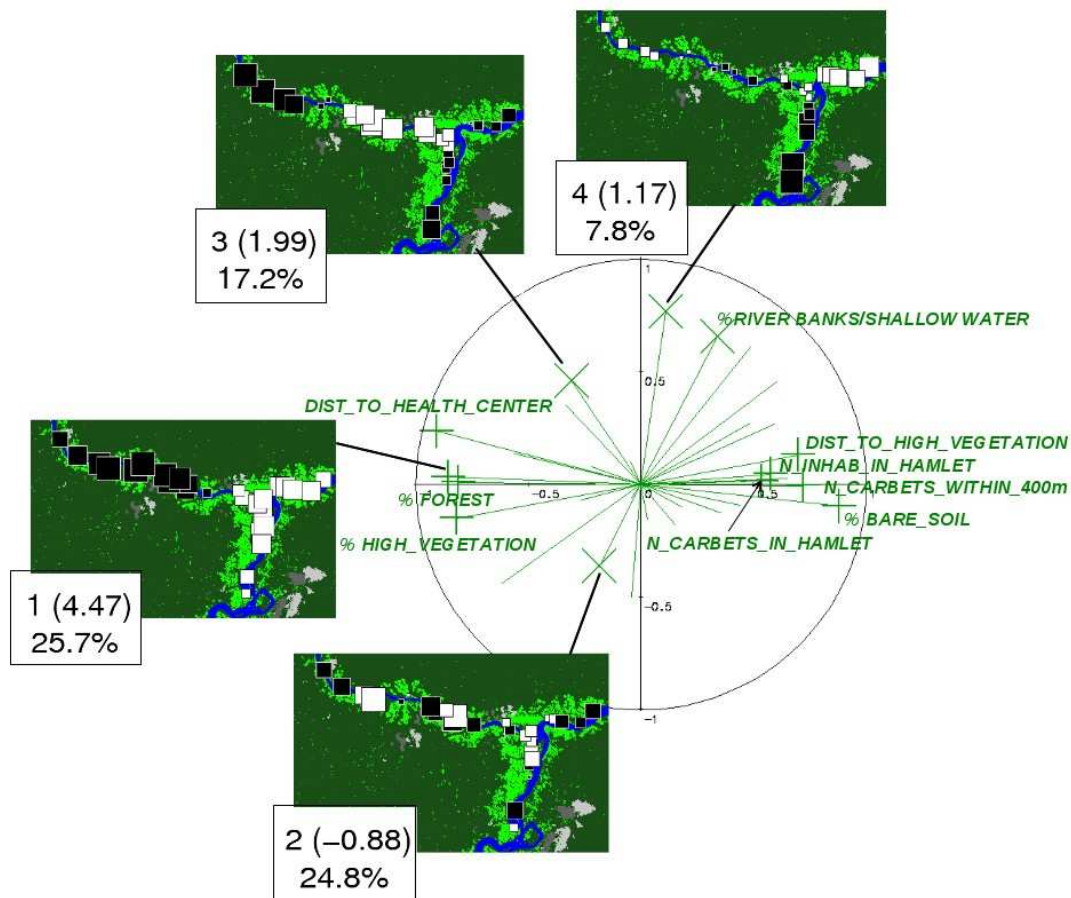 4 (1.17)
7.8%
3 (1.99)
17.2%
1
%RIVER BANKS/SHALLOW WATER
0.5
DIST_TO_HEALTH_CENTER
DIST_TO_HIGH_VEGETATION
N_INHAB_IN_HAMLET
-1
-0.5
0
0.5
1
N_CARBETS_WITHIN_400m
% FOREST
% BARE_SOIL
% HIGH_VEGETATION
N_CARBETS_IN_HAMLET
1 (4.47)
25.7%
-0.5
-1
2 (−0.88)
24.8%